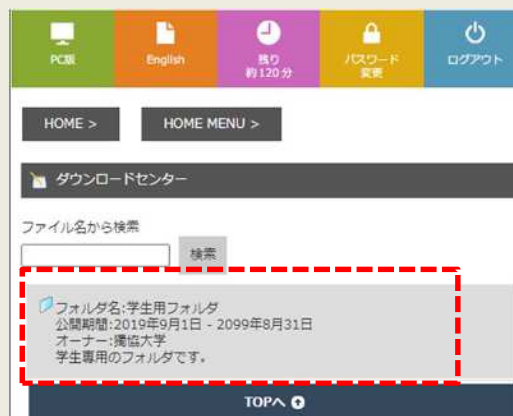 PC版
English
残り
約120分
パスワード
変更
ログアウト
HOME >
HOME MENU >
ダウンロードセンター
ファイル名から検索
検索
フォルダ名:学生用フォルダ
公開期間:2019年9月1日 - 2099年8月31日
オーナー:獨協大学
学生専用のフォルダです。
TOPへ